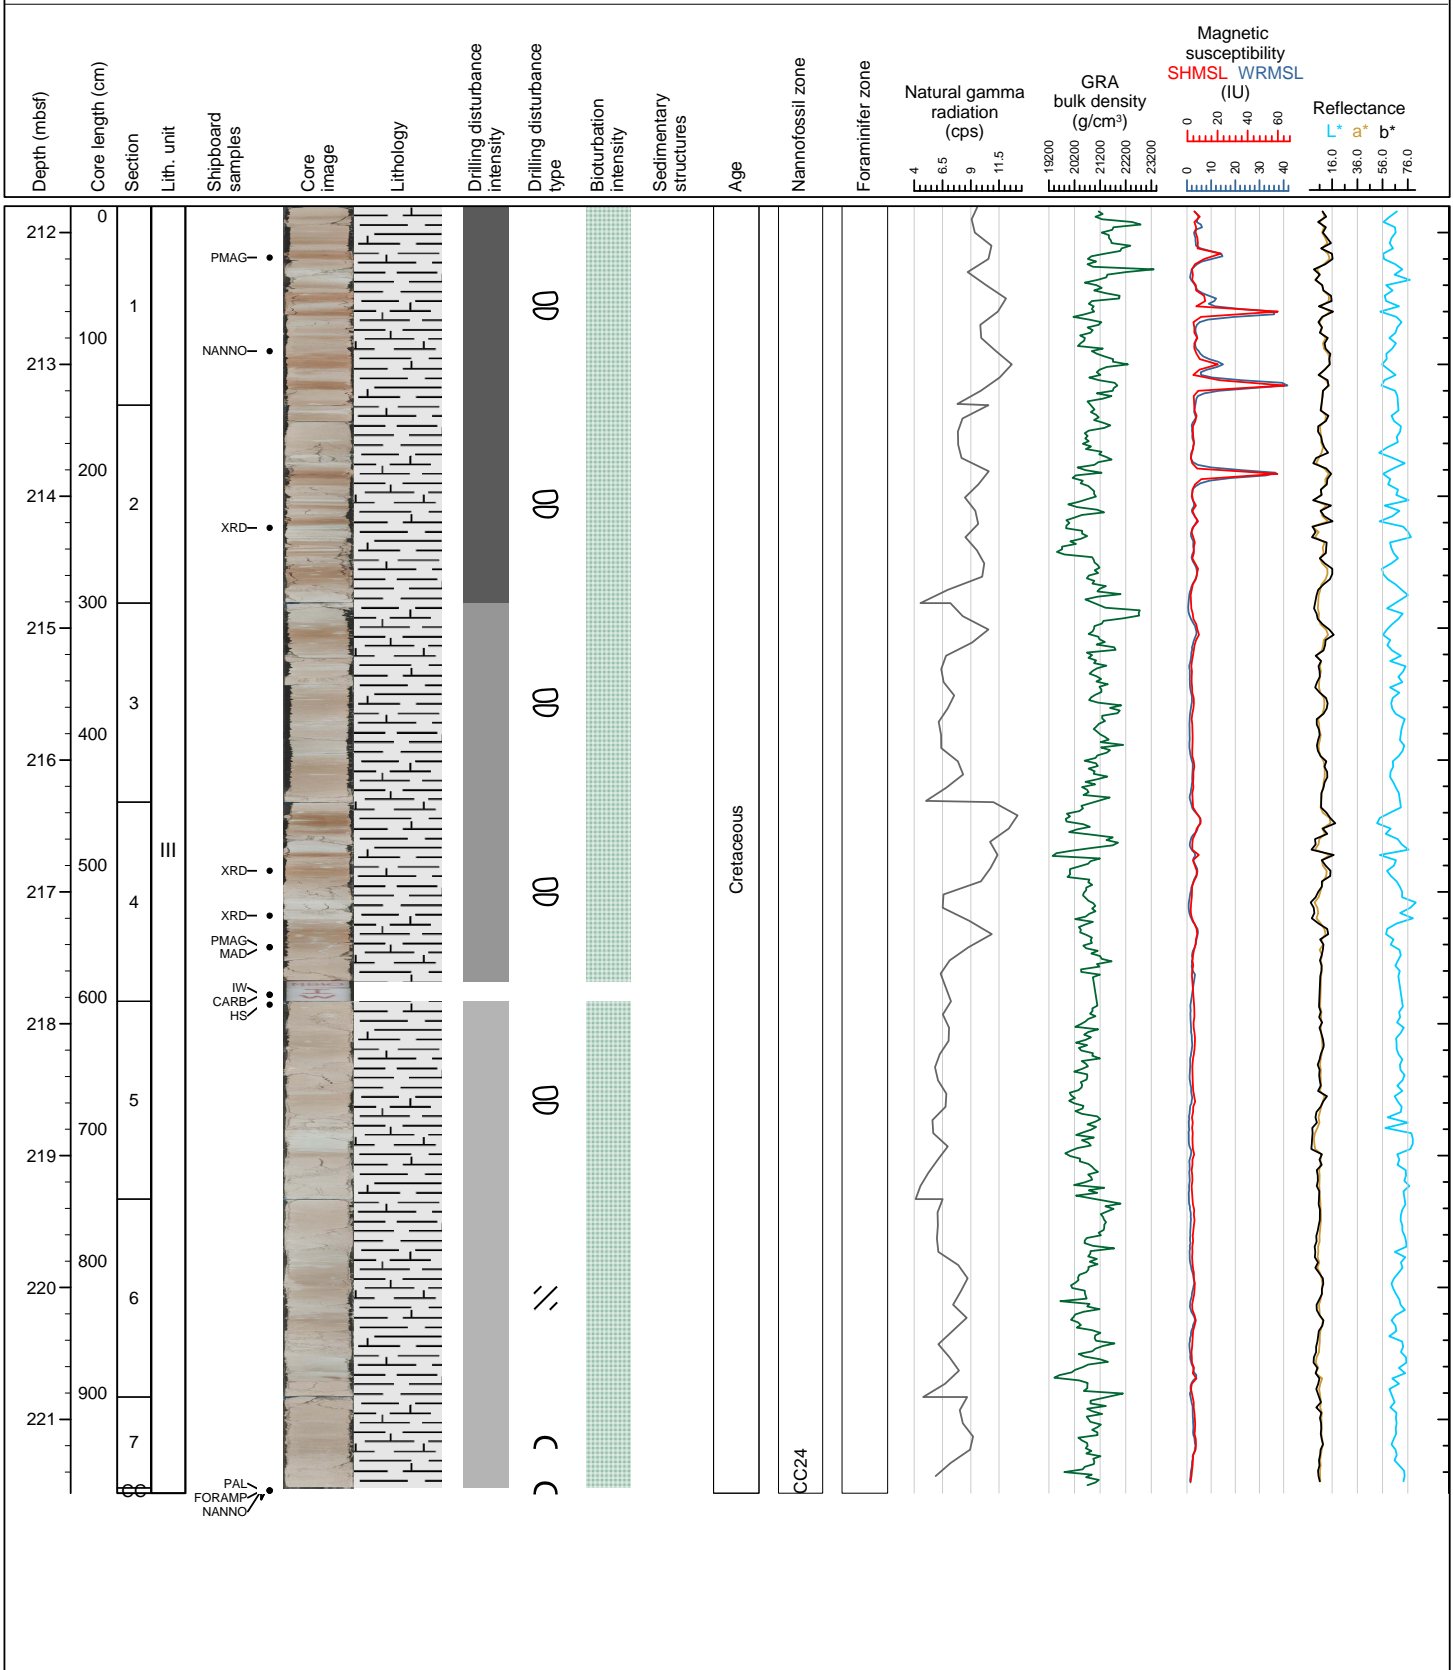 Depth (mbsf)
Core length (cm)
Section
Lith. unit
Shipboard
samples
Core
image
Lithology
Drilling disturbance
intensity
Drilling disturbance
type
Bioturbation
intensity
Sedimentary
structures
Age
Nannofossil zone
Foraminifer zone
Natural gamma
radiation
(cps)
4 6.5 9 11.5
GRA
bulk density
(g/cm³)
19200 20200 21200 22200 23200
Magnetic
susceptibility
SHMSL WRMSL
(IU)
0 20 40 60
0 10 20 30 40
Reflectance
L* a* b*
16.0 36.0 56.0 76.0
212
213
214
215
216
217
218
219
220
221
0
100
200
300
400
500
600
700
800
900
1
2
3
4
5
6
7
CC
III
PMAG
NANNO
XRD
XRD
XRD
PMAG
MAD
IW
CARB
HS
PAL
FORAMP
NANNO
Cretaceous
CC24